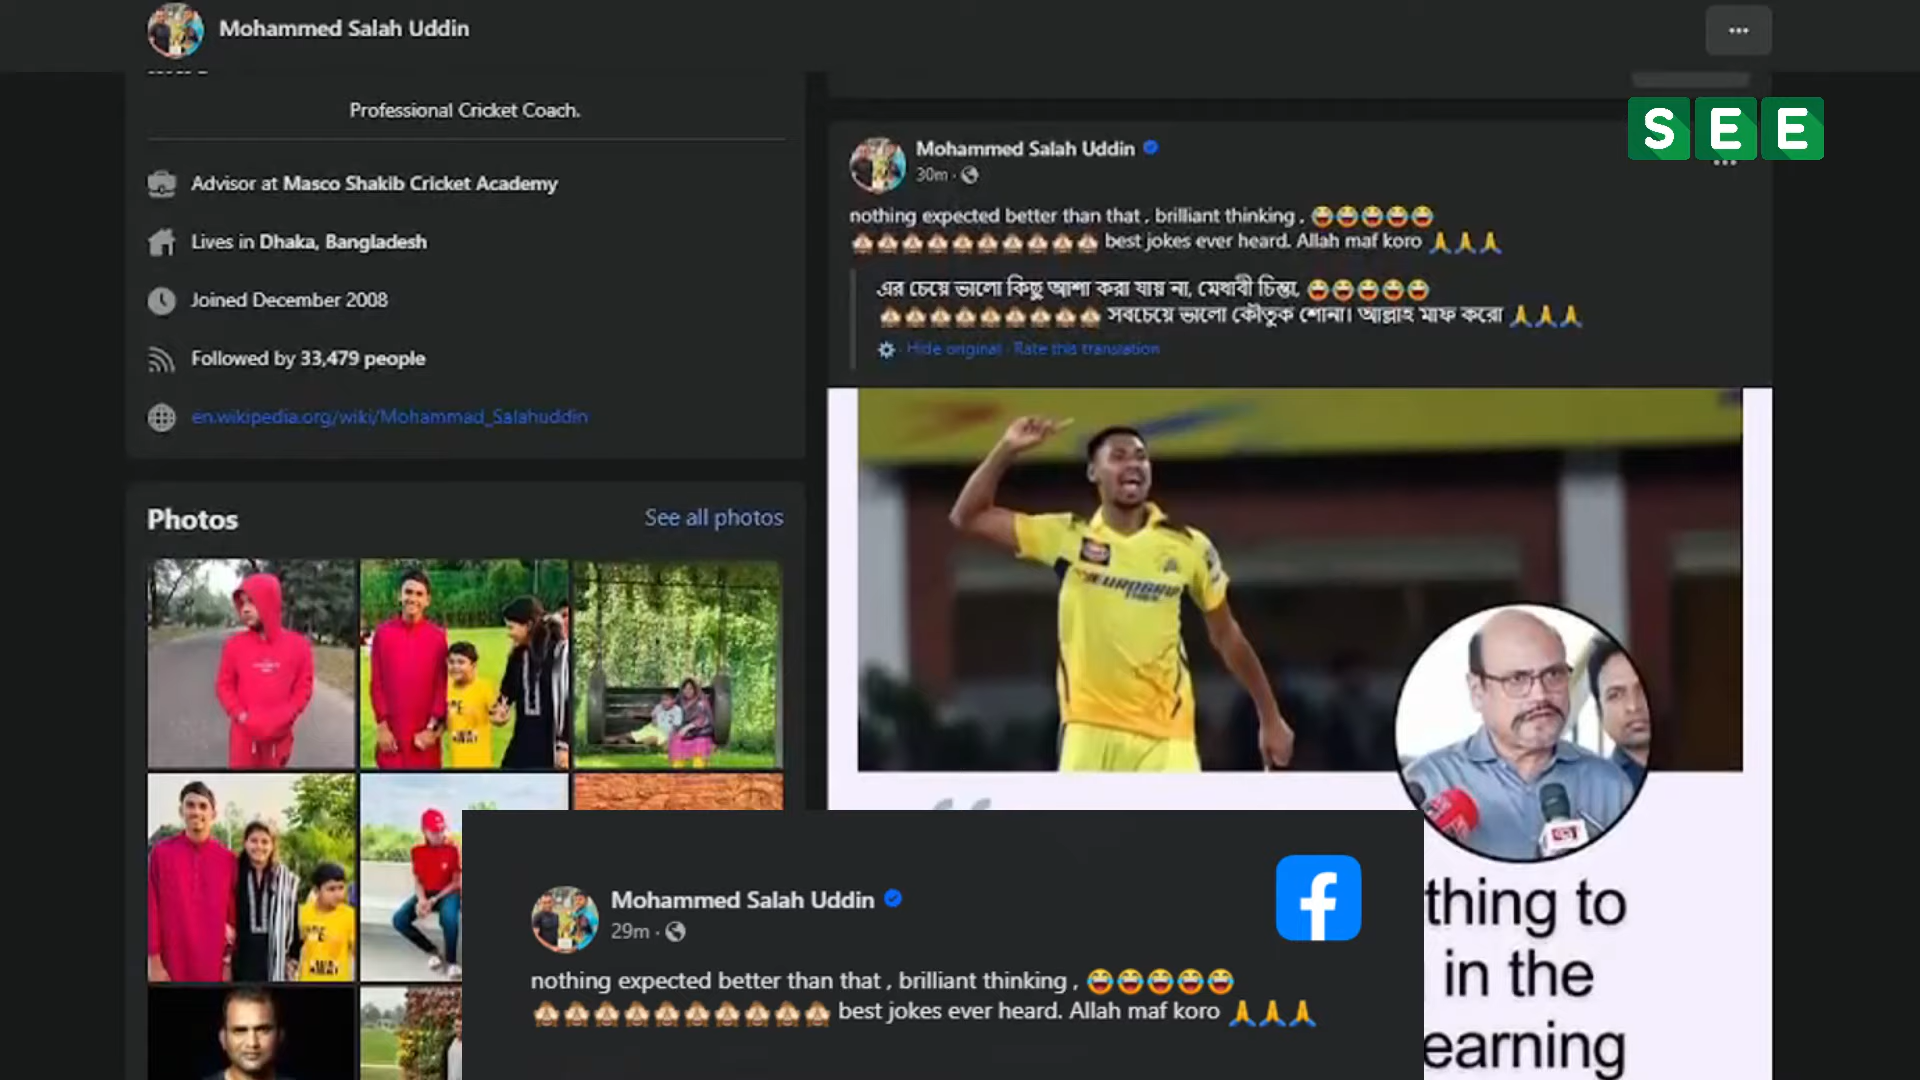 Mohammed Salah Uddin
Professional Cricket Coach.
Advisor at Masco Shakib Cricket Academy
Lives in Dhaka, Bangladesh
Joined December 2008
Followed by 33,479 people
en.wikipedia.org/wiki/Mohammad_Salahuddin
Photos
See all photos
SEE
Mohammed Salah Uddin
30m ·
nothing expected better than that , brilliant thinking , 😂😂😂😂😂
🙈🙈🙈🙈🙈🙈🙈🙈🙈🙈 best jokes ever heard. Allah maf koro 🙏🙏🙏
এর চেয়ে ভালো কিছু আশা করা যায় না, মেধাবী চিন্তা, 😂😂😂😂😂
🙈🙈🙈🙈🙈🙈🙈🙈🙈 সবচেয়ে ভালো কৌতুক শোনা। আল্লাহ মাফ করো 🙏🙏🙏
· Hide original · Rate this translation
thing to
in the
earning
Mohammed Salah Uddin
29m ·
nothing expected better than that , brilliant thinking , 😂😂😂😂😂
🙈🙈🙈🙈🙈🙈🙈🙈🙈🙈 best jokes ever heard. Allah maf koro 🙏🙏🙏